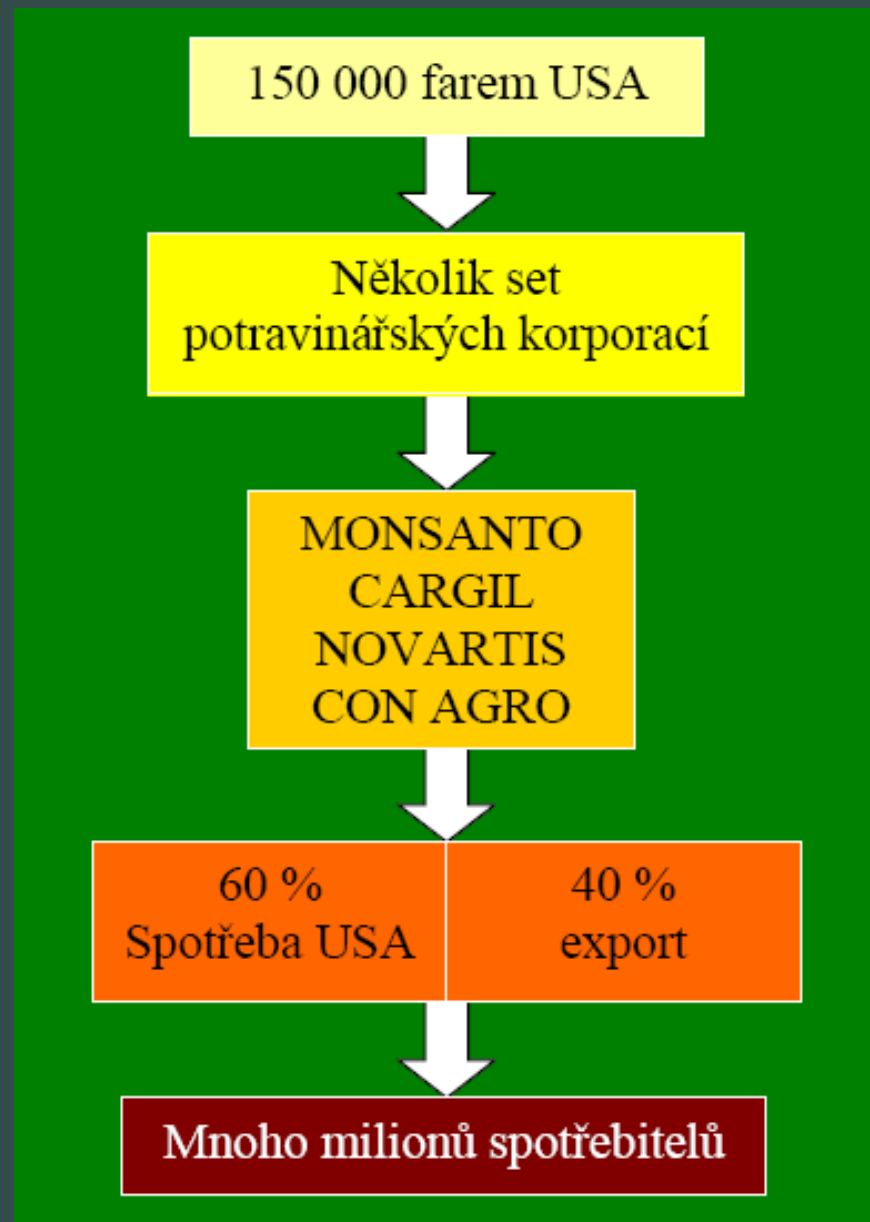 150 000 farem USA
Několik set
potravinářských korporací
MONSANTO
CARGIL
NOVARTIS
CON AGRO
60 %
Spotřeba USA
40 %
export
Mnoho milionů spotřebitelů